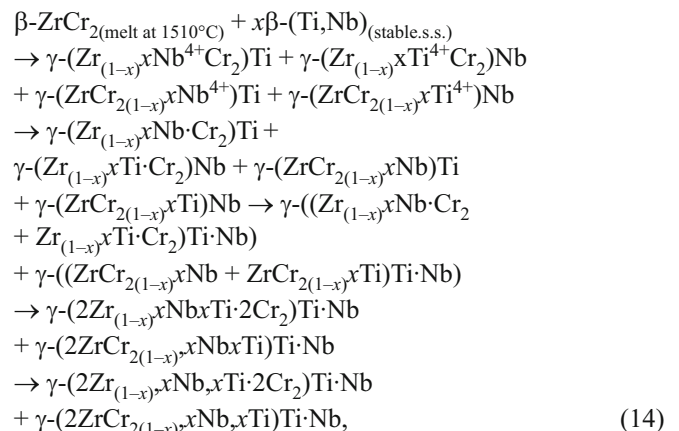 β-ZrCr₂(melt at 1510°C) + xβ-(Ti,Nb)(stable.s.s.)
→ γ-(Zr₍₁₋ₓ₎xNb⁴⁺Cr₂)Ti + γ-(Zr₍₁₋ₓ₎xTi⁴⁺Cr₂)Nb
+ γ-(ZrCr₂₍₁₋ₓ₎xNb⁴⁺)Ti + γ-(ZrCr₂₍₁₋ₓ₎xTi⁴⁺)Nb
→ γ-(Zr₍₁₋ₓ₎xNb·Cr₂)Ti +
γ-(Zr₍₁₋ₓ₎xTi·Cr₂)Nb + γ-(ZrCr₂₍₁₋ₓ₎xNb)Ti
+ γ-(ZrCr₂₍₁₋ₓ₎xTi)Nb → γ-((Zr₍₁₋ₓ₎xNb·Cr₂
+ Zr₍₁₋ₓ₎xTi·Cr₂)Ti·Nb)
+ γ-((ZrCr₂₍₁₋ₓ₎xNb + ZrCr₂₍₁₋ₓ₎xTi)Ti·Nb)
→ γ-(2Zr₍₁₋ₓ₎xNbxTi·2Cr₂)Ti·Nb
+ γ-(2ZrCr₂₍₁₋ₓ₎,xNbxTi)Ti·Nb
→ γ-(2Zr₍₁₋ₓ₎,xNb,xTi·2Cr₂)Ti·Nb
+ γ-(2ZrCr₂₍₁₋ₓ₎,xNb,xTi)Ti·Nb, (14)